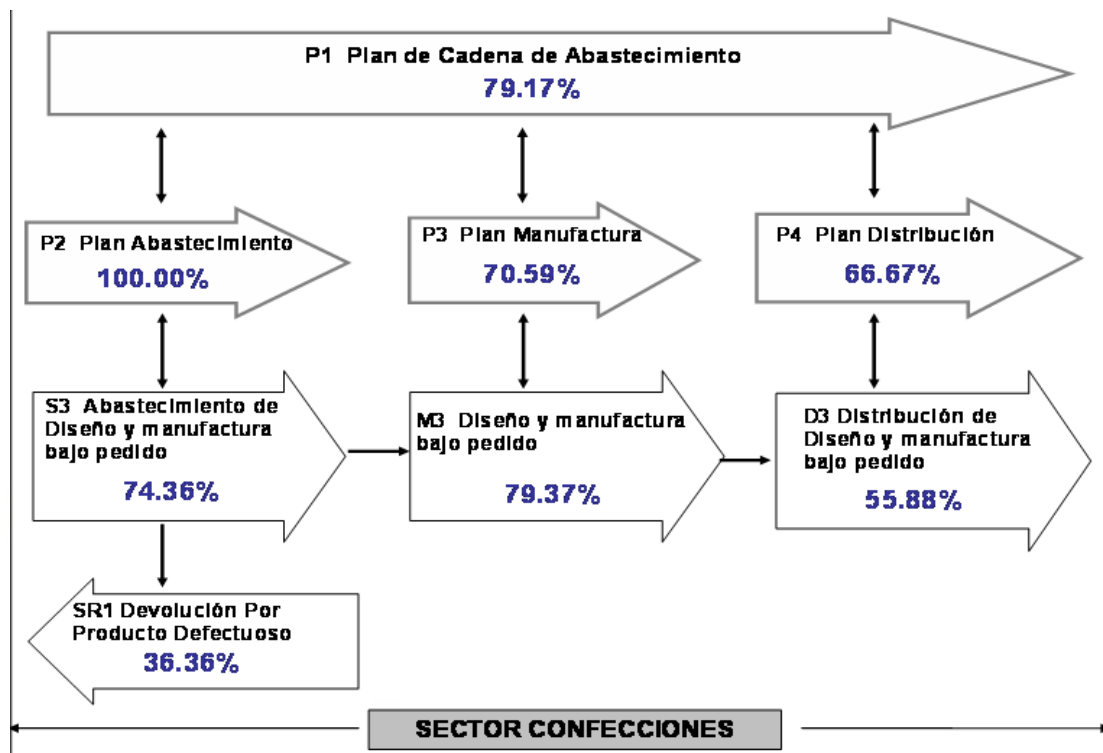 P1 Plan de Cadena de Abastecimiento
79.17%
P2 Plan Abastecimiento
100.00%
P3 Plan Manufactura
70.59%
P4 Plan Distribución
66.67%
S3 Abastecimiento de
Diseño y manufactura
bajo pedido
74.36%
M3 Diseño y manufactura
bajo pedido
79.37%
D3 Distribución de
Diseño y manufactura
bajo pedido
55.88%
SR1 Devolución Por
Producto Defectuoso
36.36%
SECTOR CONFECCIONES